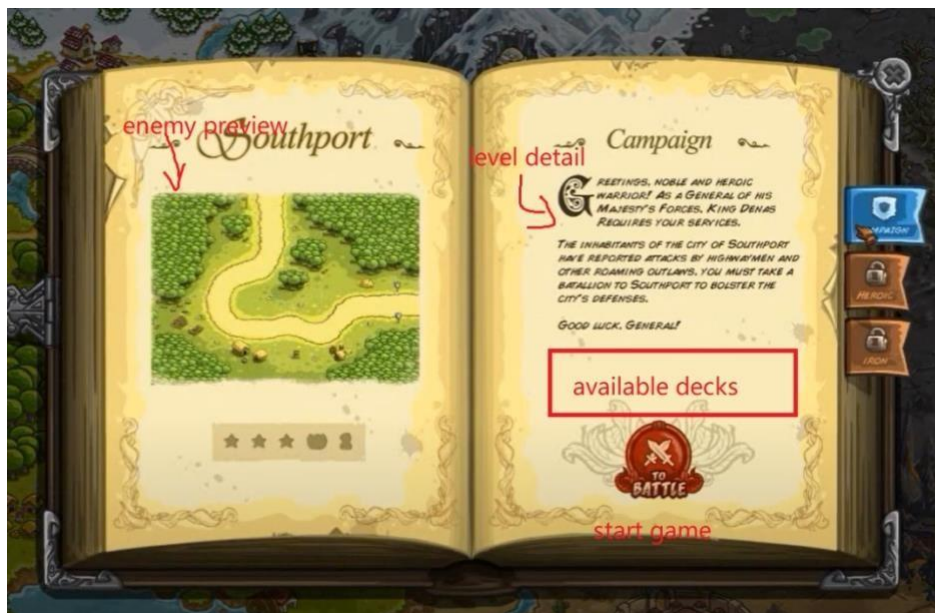 enemy preview
Southport
Campaign
level detail
GREETINGS, NOBLE AND HEROIC
WARRIOR! AS A GENERAL OF HIS
MAJESTY'S FORCES, KING DENAS
REQUIRES YOUR SERVICES.
THE INHABITANTS OF THE CITY OF SOUTHPORT
HAVE REPORTED ATTACKS BY HIGHWAYMEN AND
OTHER ROAMING OUTLAWS. YOU MUST TAKE A
BATALLION TO SOUTHPORT TO BOLSTER THE
CITY'S DEFENSES.
GOOD LUCK, GENERAL!
available decks
TO
BATTLE
start game
HEROIC
IRON